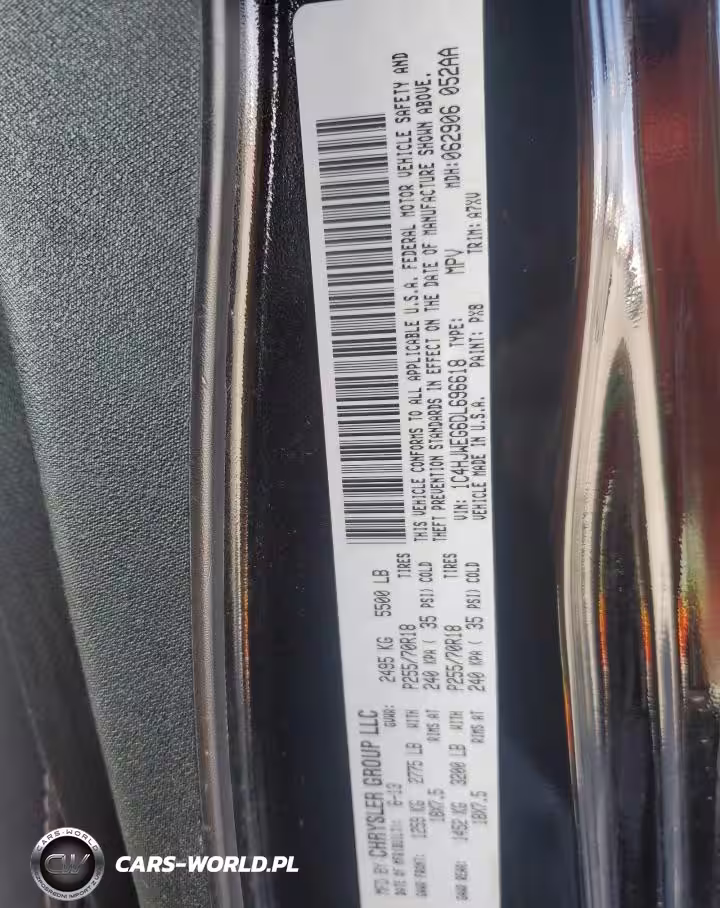 MFD BY CHRYSLER GROUP LLC
DATE OF MFR 6-13 GVWR: 2495 KG 5500 LB
GAWR FRONT: 1259 KG 2775 LB WITH P255/70R18 TIRES
18X7.5 RIMS AT 240 KPA ( 35 PSI) COLD
GAWR REAR: 1452 KG 3200 LB WITH P255/70R18 TIRES
18X7.5 RIMS AT 240 KPA ( 35 PSI) COLD
THIS VEHICLE CONFORMS TO ALL APPLICABLE U.S.A. FEDERAL MOTOR VEHICLE SAFETY AND
THEFT PREVENTION STANDARDS IN EFFECT ON THE DATE OF MANUFACTURE SHOWN ABOVE.
VIN: 1C4HJWEG6DL696618 TYPE: MPV MDH:062906 052AA
VEHICLE MADE IN U.S.A. PAINT: PX8 TRIM: A7XV
CARS-WORLD
CW
CARS-WORLD.PL